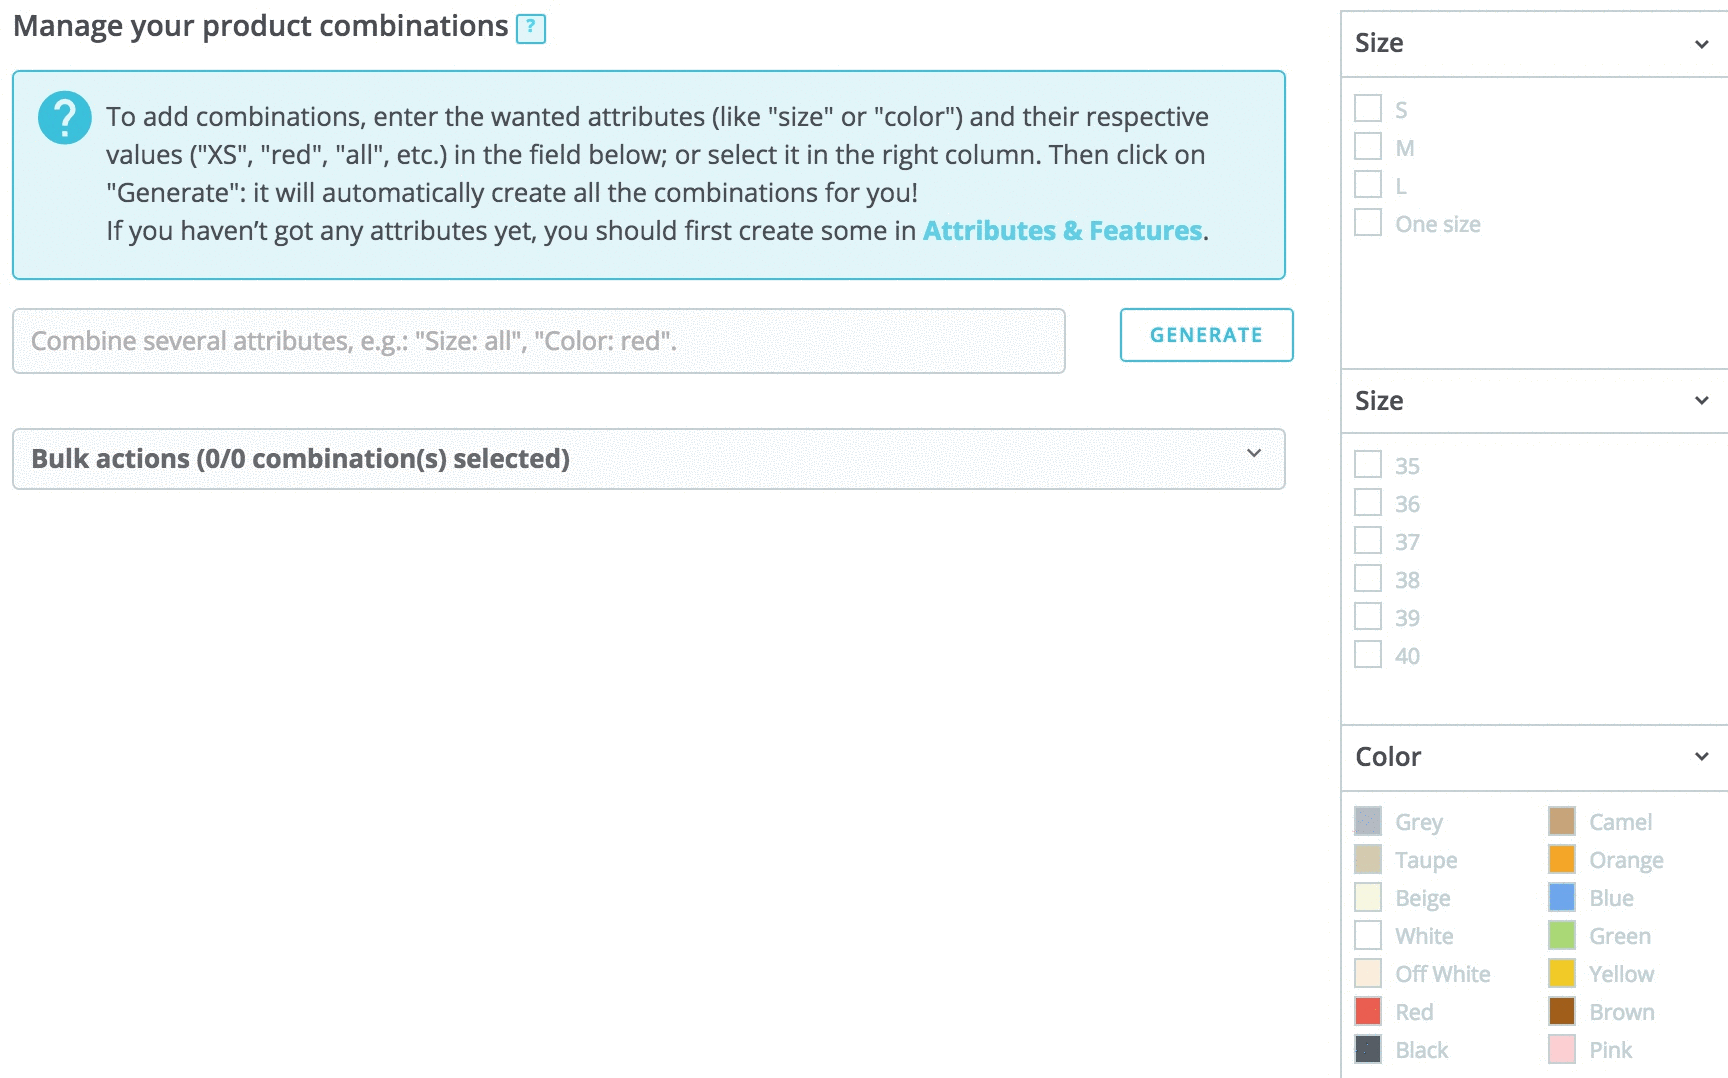 Manage your product combinations ?
? To add combinations, enter the wanted attributes (like "size" or "color") and their respective
values ("XS", "red", "all", etc.) in the field below; or select it in the right column. Then click on
"Generate": it will automatically create all the combinations for you!
If you haven’t got any attributes yet, you should first create some in Attributes & Features.
Combine several attributes, e.g.: "Size: all", "Color: red".
GENERATE
Bulk actions (0/0 combination(s) selected)
Size
S
M
L
One size
Size
35
36
37
38
39
40
Color
Grey
Taupe
Beige
White
Off White
Red
Black
Camel
Orange
Blue
Green
Yellow
Brown
Pink